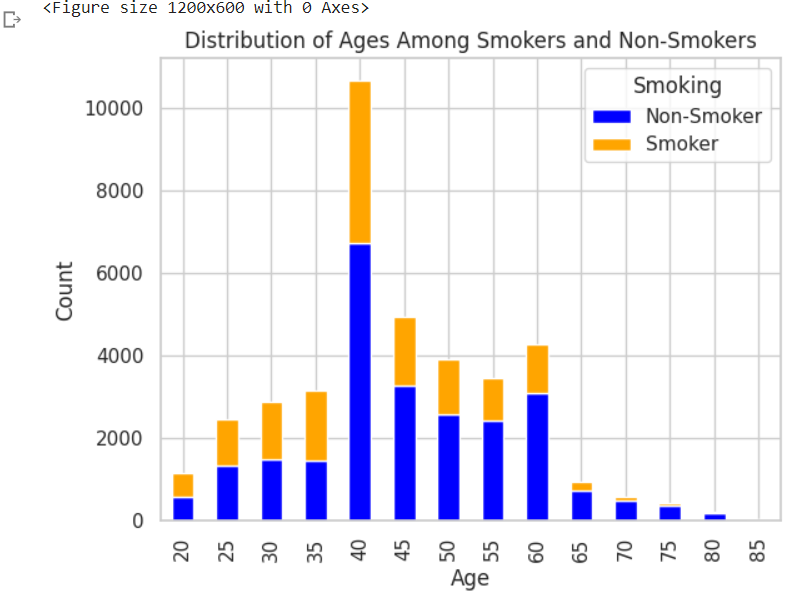 <Figure size 1200x600 with 0 Axes>
Distribution of Ages Among Smokers and Non-Smokers
Smoking
Non-Smoker
Smoker
Count
10000
8000
6000
4000
2000
0
20 25 30 35 40 45 50 55 60 65 70 75 80 85
Age